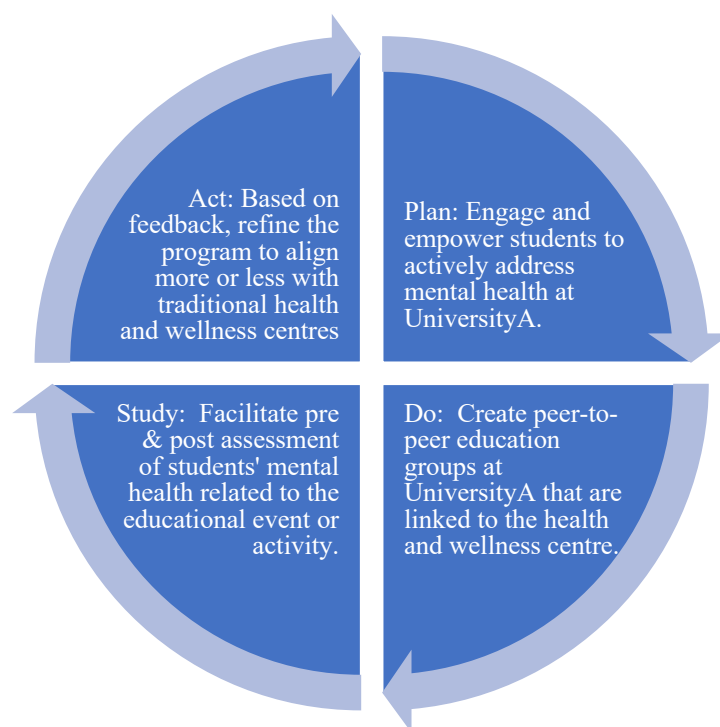 Act: Based on
feedback, refine the
program to align
more or less with
traditional health
and wellness centres
Plan: Engage and
empower students to
actively address
mental health at
UniversityA.
Study:  Facilitate pre
& post assessment
of students' mental
health related to the
educational event or
activity.
Do:  Create peer-to-
peer education
groups at
UniversityA that are
linked to the health
and wellness centre.